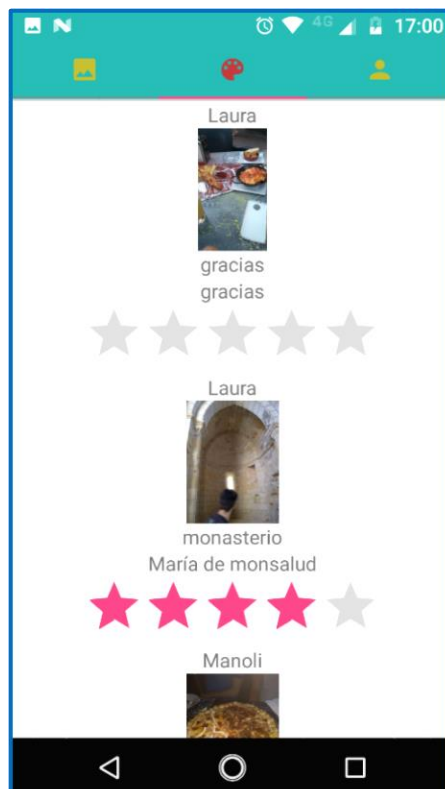 4G 17:00
Laura
gracias
gracias
Laura
monasterio
María de monsalud
Manoli